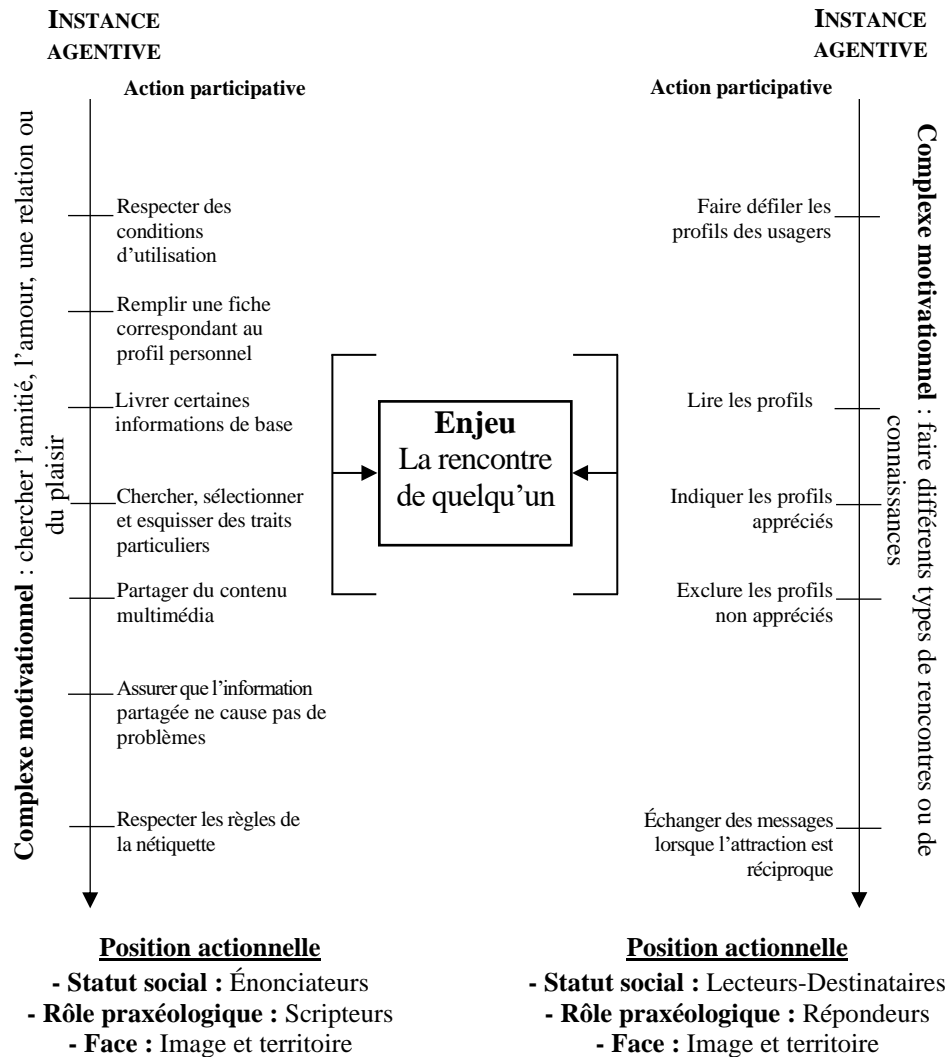 INSTANCE
AGENTIVE
Action participative
Complexe motivationnel : chercher l’amitié, l’amour, une relation ou
du plaisir
Respecter des
conditions
d’utilisation
Remplir une fiche
correspondant au
profil personnel
Livrer certaines
informations de base
Chercher, sélectionner
et esquisser des traits
particuliers
Partager du contenu
multimédia
Assurer que l’information
partagée ne cause pas de
problèmes
Respecter les règles de
la nétiquette
Position actionnelle
- Statut social : Énonciateurs
- Rôle praxéologique : Scripteurs
- Face : Image et territoire
Enjeu
La rencontre
de quelqu’un
INSTANCE
AGENTIVE
Action participative
Complexe motivationnel : faire différents types de rencontres ou de
connaissances
Faire défiler les
profils des usagers
Lire les profils
Indiquer les profils
appréciés
Exclure les profils
non appréciés
Échanger des messages
lorsque l’attraction est
réciproque
Position actionnelle
- Statut social : Lecteurs-Destinataires
- Rôle praxéologique : Répondeurs
- Face : Image et territoire